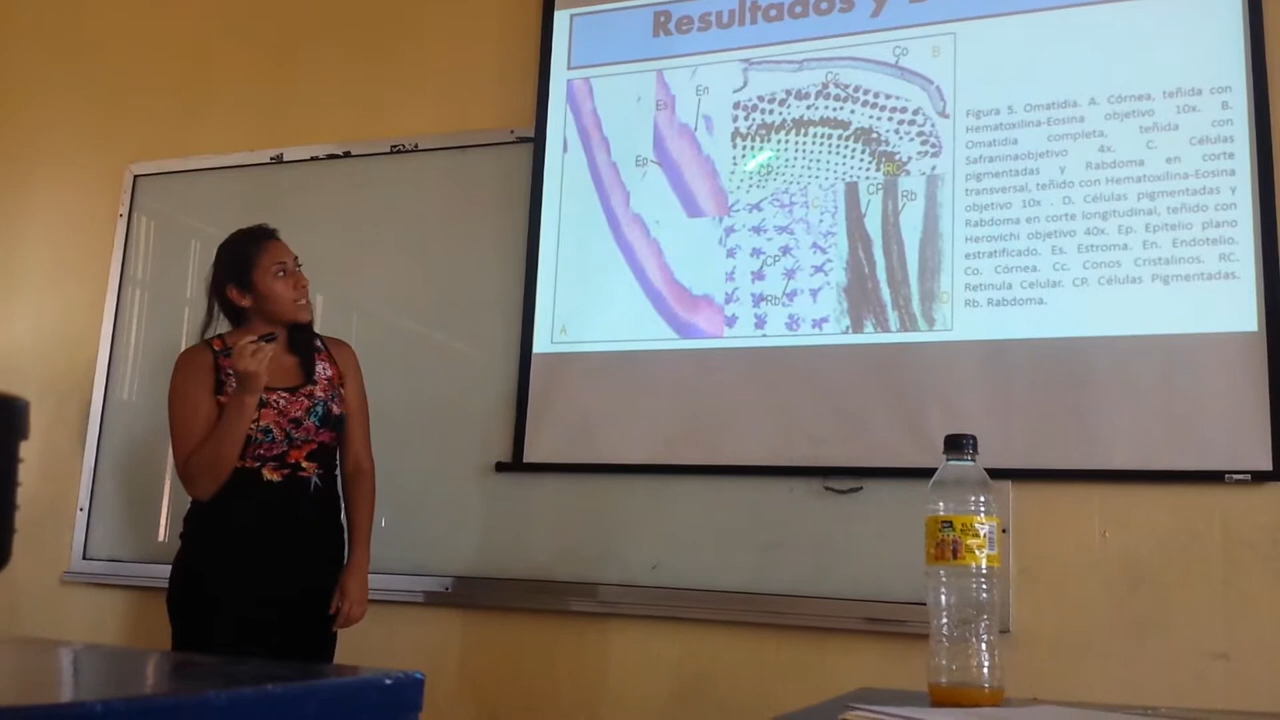 Resultados y
Co
B
Cc
En
Es
Ep
CP
RC
CP
Rb
C
CP
Rb
D
A
Figura 5. Omatidia. A. Córnea, teñida con
Hematoxilina-Eosina objetivo 10x. B.
Omatidia completa, teñida con
Safraninaobjetivo 4x. C. Células
pigmentadas y Rabdoma en corte
transversal, teñido con Hematoxilina-Eosina
objetivo 10x . D. Células pigmentadas y
Rabdoma en corte longitudinal, teñido con
Herovichi objetivo 40x. Ep. Epitelio plano
estratificado. Es. Estroma. En. Endotelio.
Co. Córnea. Cc. Conos Cristalinos. RC.
Retinula Celular. CP. Células Pigmentadas.
Rb. Rabdoma.